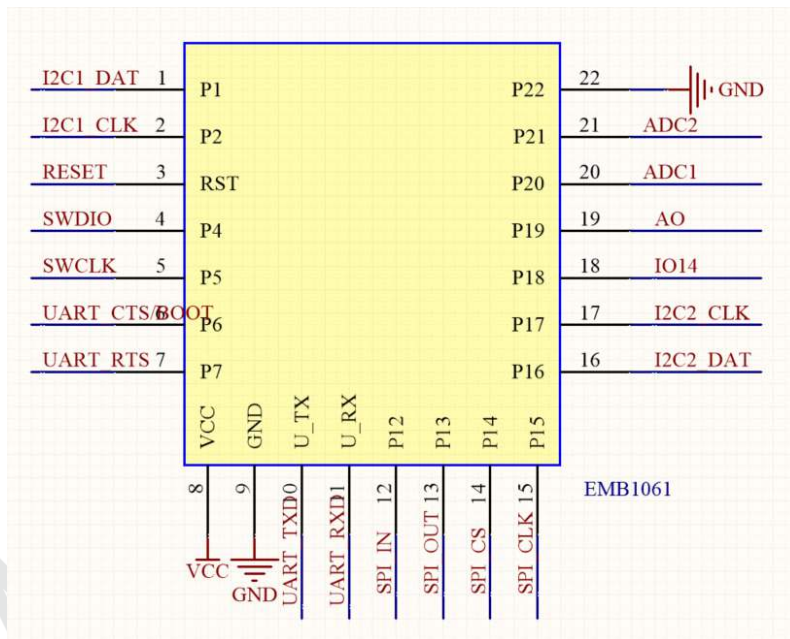 I2C1_DAT 1 P1
I2C1_CLK 2 P2
RESET 3 RST
SWDIO 4 P4
SWCLK 5 P5
UART_CTS/BOOT 6 P6
UART_RTS 7 P7
P22 22 GND
P21 21 ADC2
P20 20 ADC1
P19 19 AO
P18 18 IO14
P17 17 I2C2_CLK
P16 16 I2C2_DAT
VCC 8 VCC
GND 9 GND
U_TX 10 UART_TXD
U_RX 11 UART_RXD
P12 12 SPI_IN
P13 13 SPI_OUT
P14 14 SPI_CS
P15 15 SPI_CLK
EMB1061